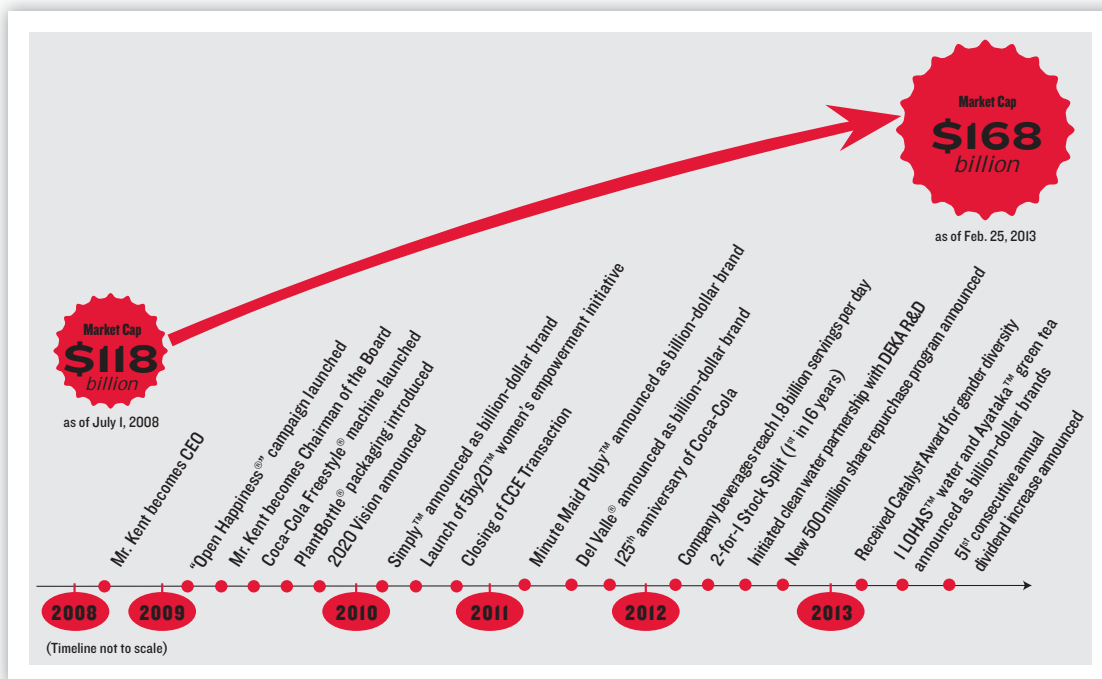 Market Cap
$168
billion
as of Feb. 25, 2013
Market Cap
$118
billion
as of July 1, 2008
Mr. Kent becomes CEO
“Open Happiness®” campaign launched
Mr. Kent becomes Chairman of the Board
Coca-Cola Freestyle® machine launched
PlantBottle® packaging introduced
2020 Vision announced
Simply™ announced as billion-dollar brand
Launch of 5by20™ women’s empowerment initiative
Closing of CCE Transaction
Minute Maid Pulpy™ announced as billion-dollar brand
Del Valle® announced as billion-dollar brand
125th anniversary of Coca-Cola
Company beverages reach 1.8 billion servings per day
2-for-1 Stock Split (1st in 16 years)
Initiated clean water partnership with DEKA R&D
New 500 million share repurchase program announced
Received Catalyst Award for gender diversity
I LOHAS™ water and Ayataka™ green tea
announced as billion-dollar brands
51st consecutive annual
dividend increase announced
2008
2009
2010
2011
2012
2013
(Timeline not to scale)